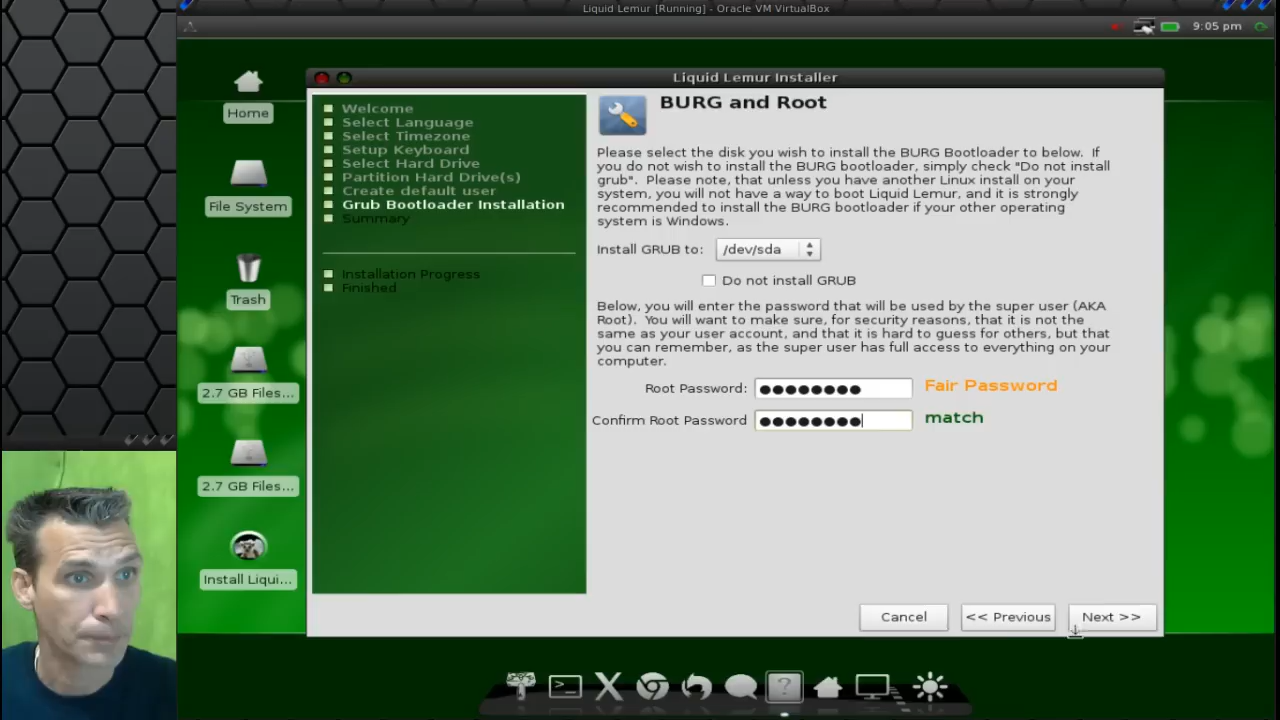 Liquid Lemur [Running] - Oracle VM VirtualBox
9:05 pm
Home
File System
Trash
2.7 GB Files...
2.7 GB Files...
Install Liqui...
Liquid Lemur Installer
Welcome
Select Language
Select Timezone
Setup Keyboard
Select Hard Drive
Partition Hard Drive(s)
Create default user
Grub Bootloader Installation
Summary
Installation Progress
Finished
BURG and Root
Please select the disk you wish to install the BURG Bootloader to below. If
you do not wish to install the BURG botloader, simply check "Do not install
grub". Please note, that unless you have another Linux install on your
system, you will not have a way to boot Liquid Lemur, and it is strongly
recommended to install the BURG bootloader if your other operating
system is Windows.
Install GRUB to: /dev/sda
Do not install GRUB
Below, you will enter the password that will be used by the super user (AKA
Root). You will want to make sure, for security reasons, that it is not the
same as your user account, and that it is hard to guess for others, but that
you can remember, as the super user has full access to everything on your
computer.
Root Password: ●●●●●●●● Fair Password
Confirm Root Password ●●●●●●●● match
Cancel
<< Previous
Next >>